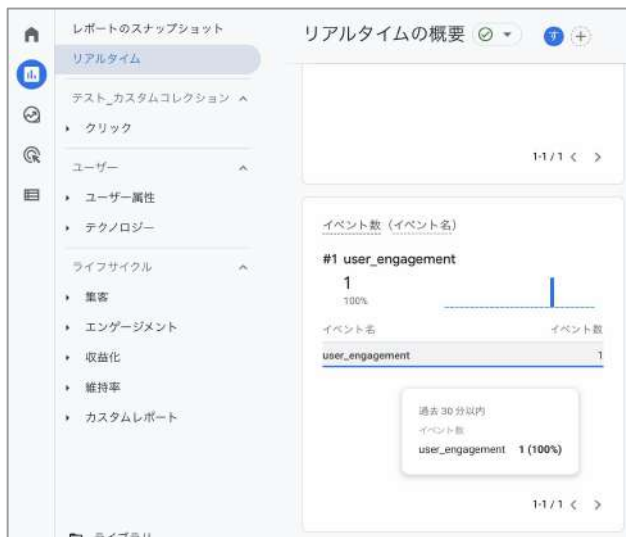 レポートのスナップショット
リアルタイム
テスト_カスタムコレクション
クリック
ユーザー
ユーザー属性
テクノロジー
ライフサイクル
集客
エンゲージメント
収益化
維持率
カスタムレポート
ライブラリ
リアルタイムの概要
す
1-1 / 1
イベント数 (イベント名)
#1 user_engagement
1
100%
イベント名 イベント数
user_engagement 1
過去 30 分以内
イベント数
user_engagement 1 (100%)
1-1 / 1